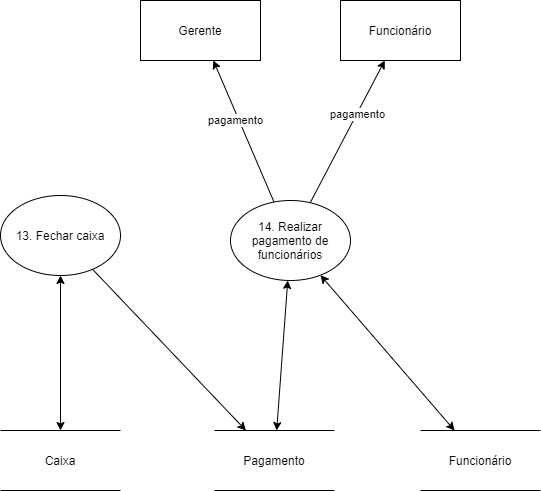 Gerente
Funcionário
pagamento
pagamento
13. Fechar caixa
14. Realizar
pagamento de
funcionários
Caixa
Pagamento
Funcionário